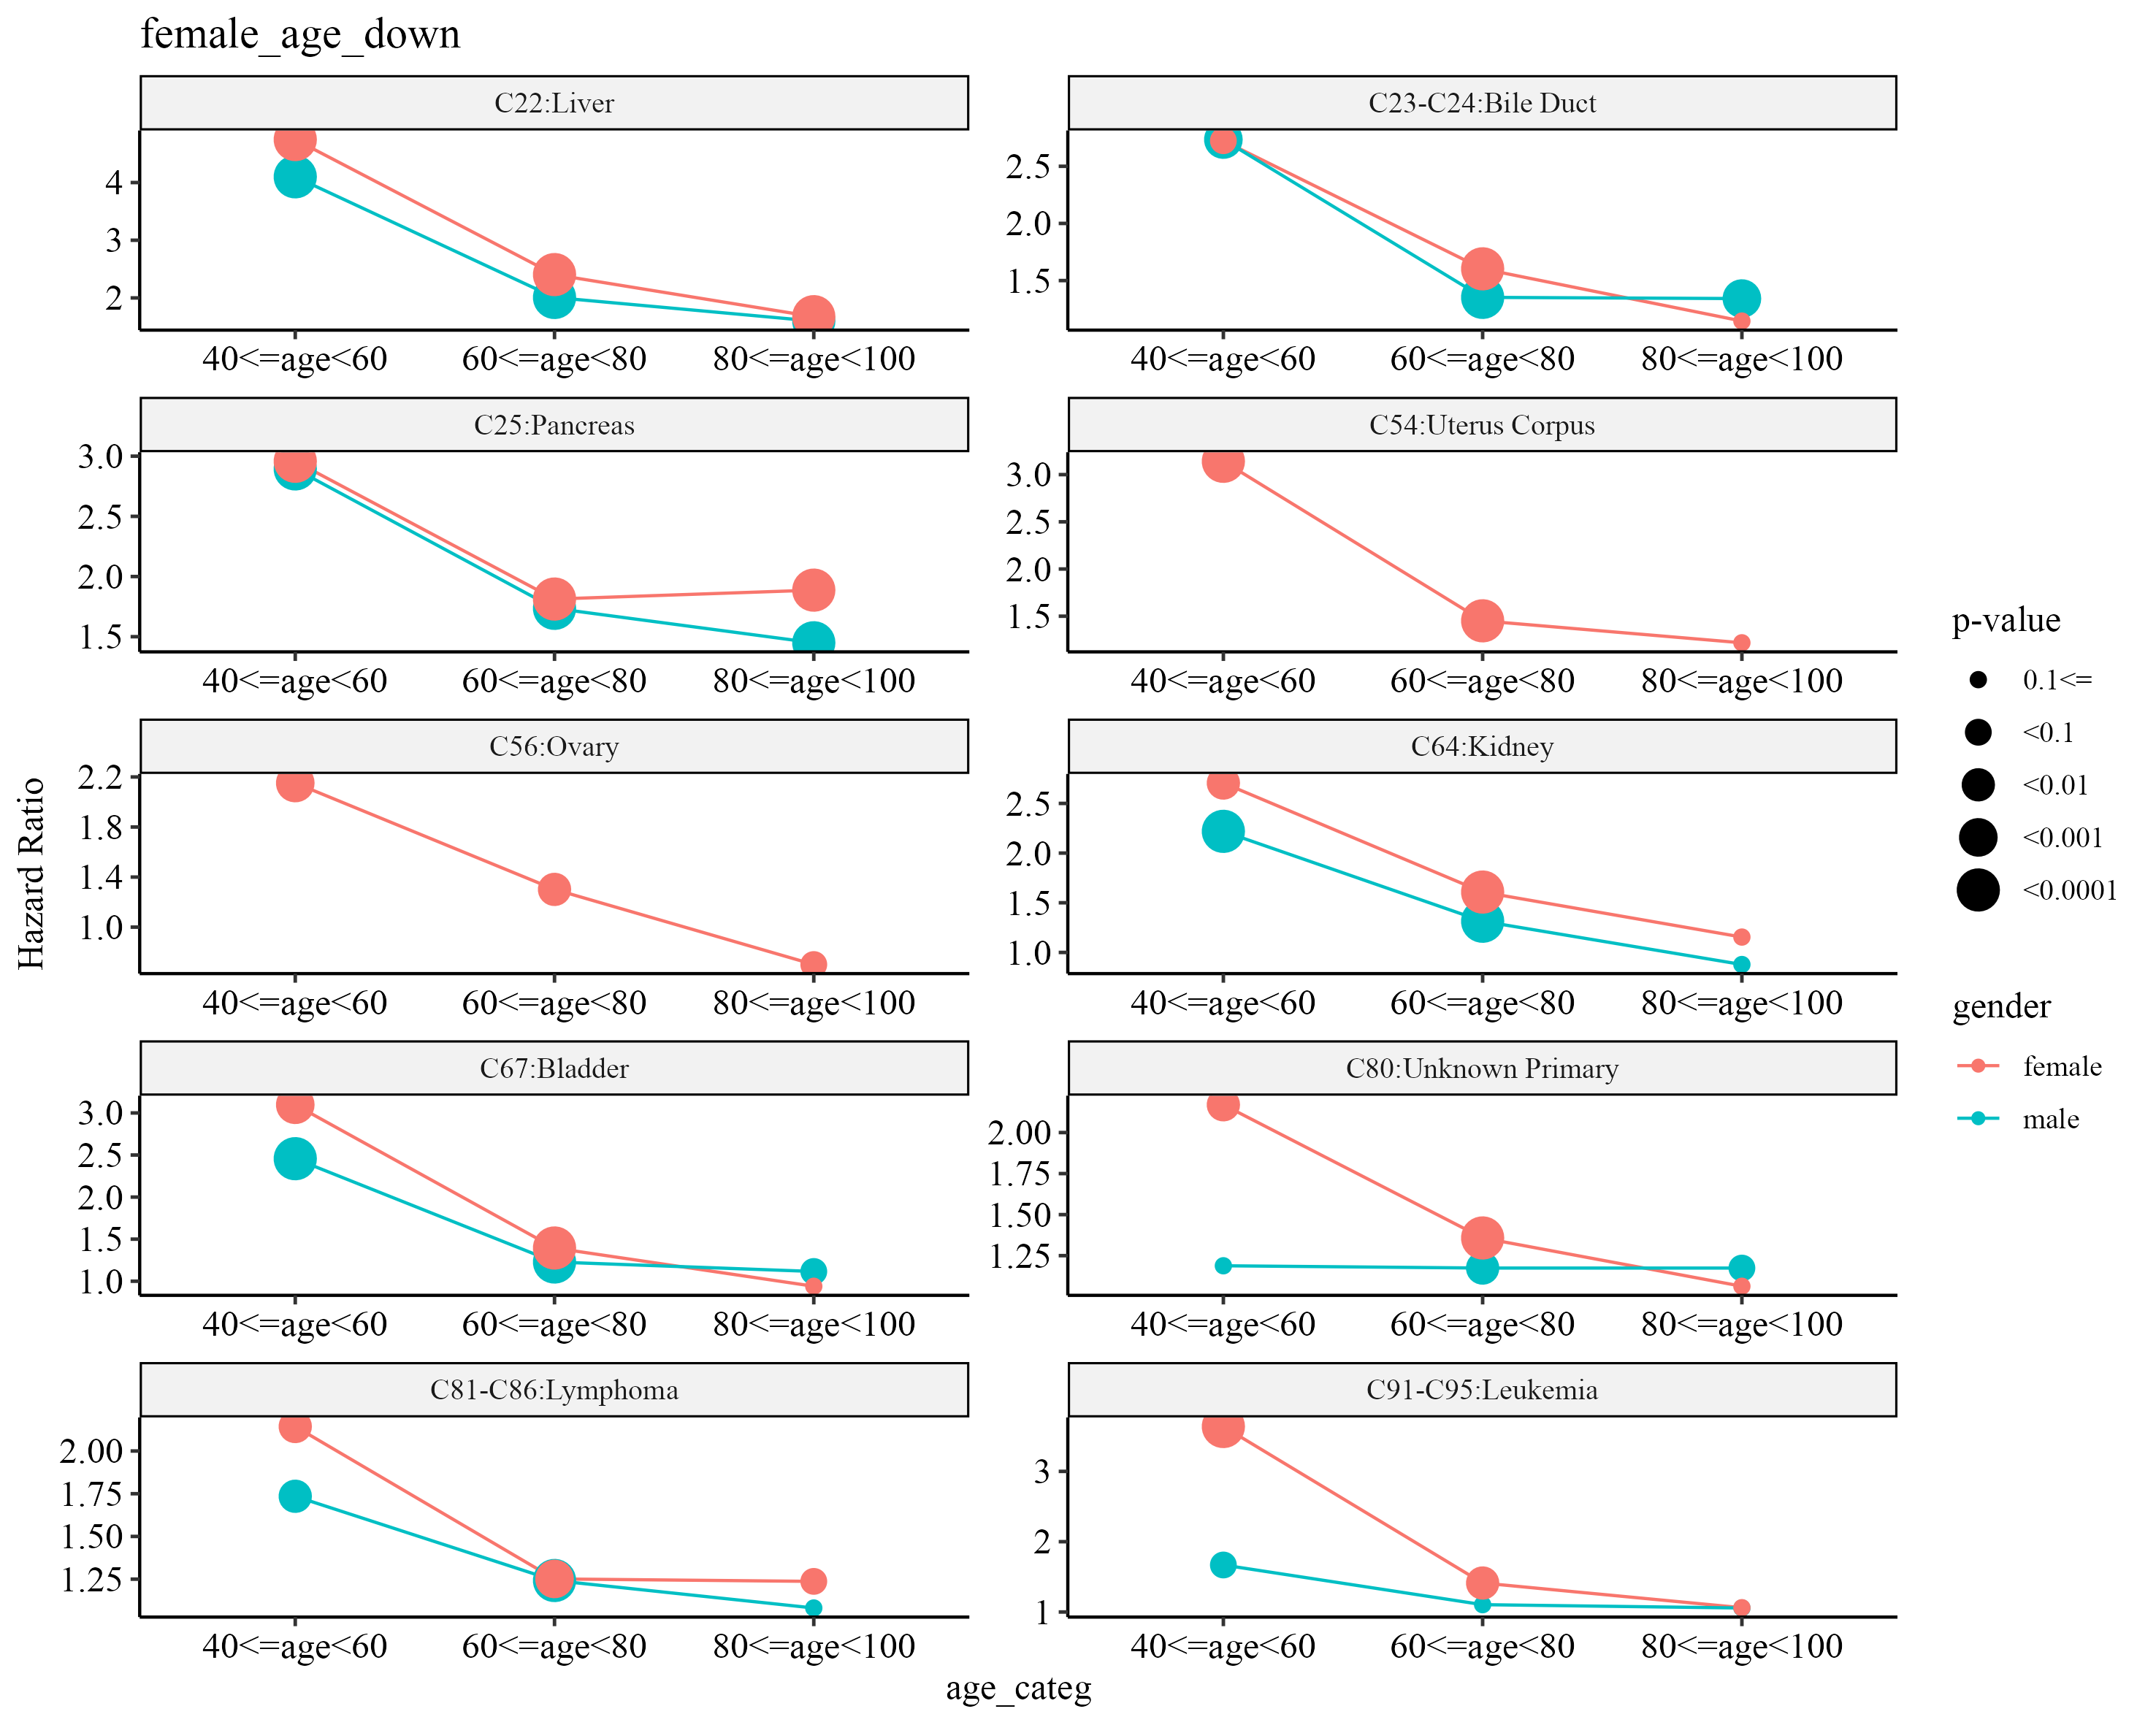 female_age_down
C22:Liver
4
3
2
40<=age<60 60<=age<80 80<=age<100
C23-C24:Bile Duct
2.5
2.0
1.5
40<=age<60 60<=age<80 80<=age<100
C25:Pancreas
3.0
2.5
2.0
1.5
40<=age<60 60<=age<80 80<=age<100
C54:Uterus Corpus
3.0
2.5
2.0
1.5
40<=age<60 60<=age<80 80<=age<100
C56:Ovary
2.2
1.8
1.4
1.0
40<=age<60 60<=age<80 80<=age<100
C64:Kidney
2.5
2.0
1.5
1.0
40<=age<60 60<=age<80 80<=age<100
C67:Bladder
3.0
2.5
2.0
1.5
1.0
40<=age<60 60<=age<80 80<=age<100
C80:Unknown Primary
2.00
1.75
1.50
1.25
40<=age<60 60<=age<80 80<=age<100
C81-C86:Lymphoma
2.00
1.75
1.50
1.25
40<=age<60 60<=age<80 80<=age<100
C91-C95:Leukemia
3
2
1
40<=age<60 60<=age<80 80<=age<100
Hazard Ratio
age_categ
p-value
0.1<=
<0.1
<0.01
<0.001
<0.0001
gender
female
male